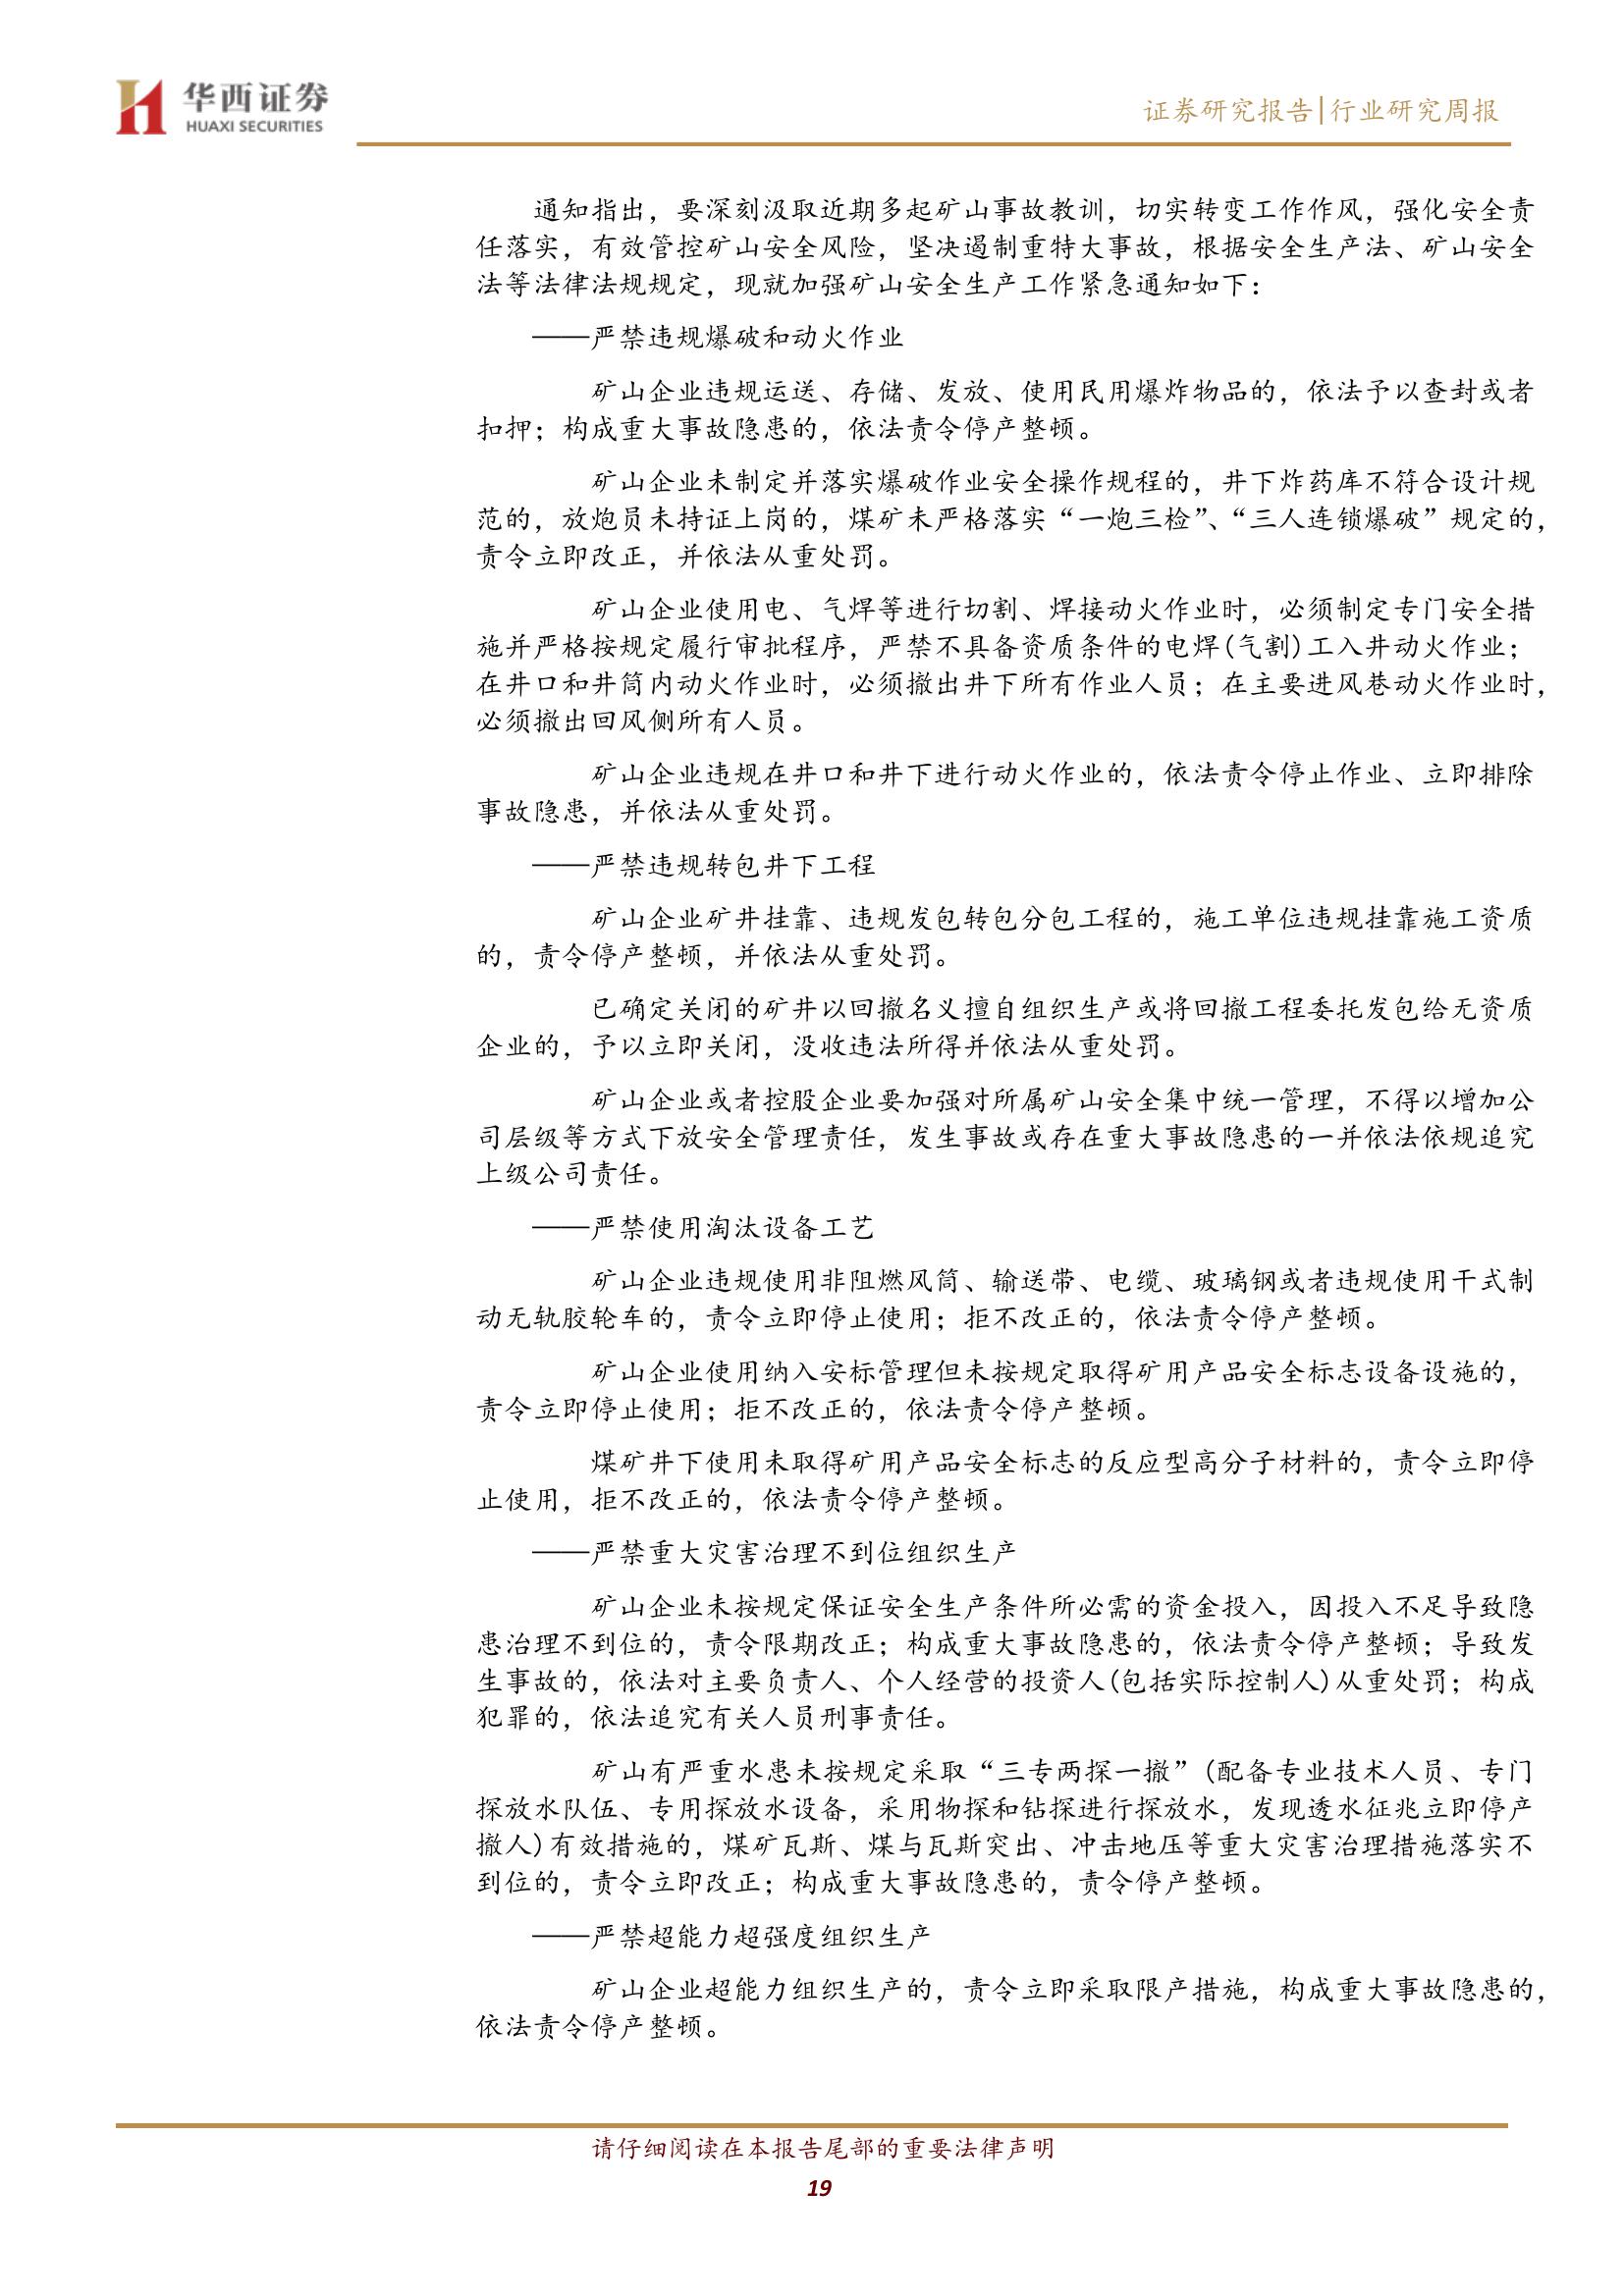 华西证券
HUAXI SECURITIES
证券研究报告|行业研究周报
通知指出，要深刻汲取近期多起矿山事故教训，切实转变工作作风，强化安全责
任落实，有效管控矿山安全风险，坚决遏制重特大事故，根据安全生产法、矿山安全
法等法律法规规定，现就加强矿山安全生产工作紧急通知如下：
——严禁违规爆破和动火作业
矿山企业违规运送、存储、发放、使用民用爆炸物品的，依法予以查封或者
扣押；构成重大事故隐患的，依法责令停产整顿。
矿山企业未制定并落实爆破作业安全操作规程的，井下炸药库不符合设计规
范的，放炮员未持证上岗的，煤矿未严格落实“一炮三检”、“三人连锁爆破”规定的，
责令立即改正，并依法从重处罚。
矿山企业使用电、气焊等进行切割、焊接动火作业时，必须制定专门安全措
施并严格按规定履行审批程序，严禁不具备资质条件的电焊(气割)工入井动火作业；
在井口和井筒内动火作业时，必须撤出井下所有作业人员；在主要进风巷动火作业时，
必须撤出回风侧所有人员。
矿山企业违规在井口和井下进行动火作业的，依法责令停止作业、立即排除
事故隐患，并依法从重处罚。
——严禁违规转包井下工程
矿山企业矿井挂靠、违规发包转包分包工程的，施工单位违规挂靠施工资质
的，责令停产整顿，并依法从重处罚。
已确定关闭的矿井以回撤名义擅自组织生产或将回撤工程委托发包给无资质
企业的，予以立即关闭，没收违法所得并依法从重处罚。
矿山企业或者控股企业要加强对所属矿山安全集中统一管理，不得以增加公
司层级等方式下放安全管理责任，发生事故或存在重大事故隐患的一并依法依规追究
上级公司责任。
——严禁使用淘汰设备工艺
矿山企业违规使用非阻燃风筒、输送带、电缆、玻璃钢或者违规使用干式制
动无轨胶轮车的，责令立即停止使用；拒不改正的，依法责令停产整顿。
矿山企业使用纳入安标管理但未按规定取得矿用产品安全标志设备设施的，
责令立即停止使用；拒不改正的，依法责令停产整顿。
煤矿井下使用未取得矿用产品安全标志的反应型高分子材料的，责令立即停
止使用，拒不改正的，依法责令停产整顿。
——严禁重大灾害治理不到位组织生产
矿山企业未按规定保证安全生产条件所必需的资金投入，因投入不足导致隐
患治理不到位的，责令限期改正；构成重大事故隐患的，依法责令停产整顿；导致发
生事故的，依法对主要负责人、个人经营的投资人(包括实际控制人)从重处罚；构成
犯罪的，依法追究有关人员刑事责任。
矿山有严重水患未按规定采取“三专两探一撤”(配备专业技术人员、专门
探放水队伍、专用探放水设备，采用物探和钻探进行探放水，发现透水征兆立即停产
撤人)有效措施的，煤矿瓦斯、煤与瓦斯突出、冲击地压等重大灾害治理措施落实不
到位的，责令立即改正；构成重大事故隐患的，责令停产整顿。
——严禁超能力超强度组织生产
矿山企业超能力组织生产的，责令立即采取限产措施，构成重大事故隐患的，
依法责令停产整顿。
请仔细阅读在本报告尾部的重要法律声明
19